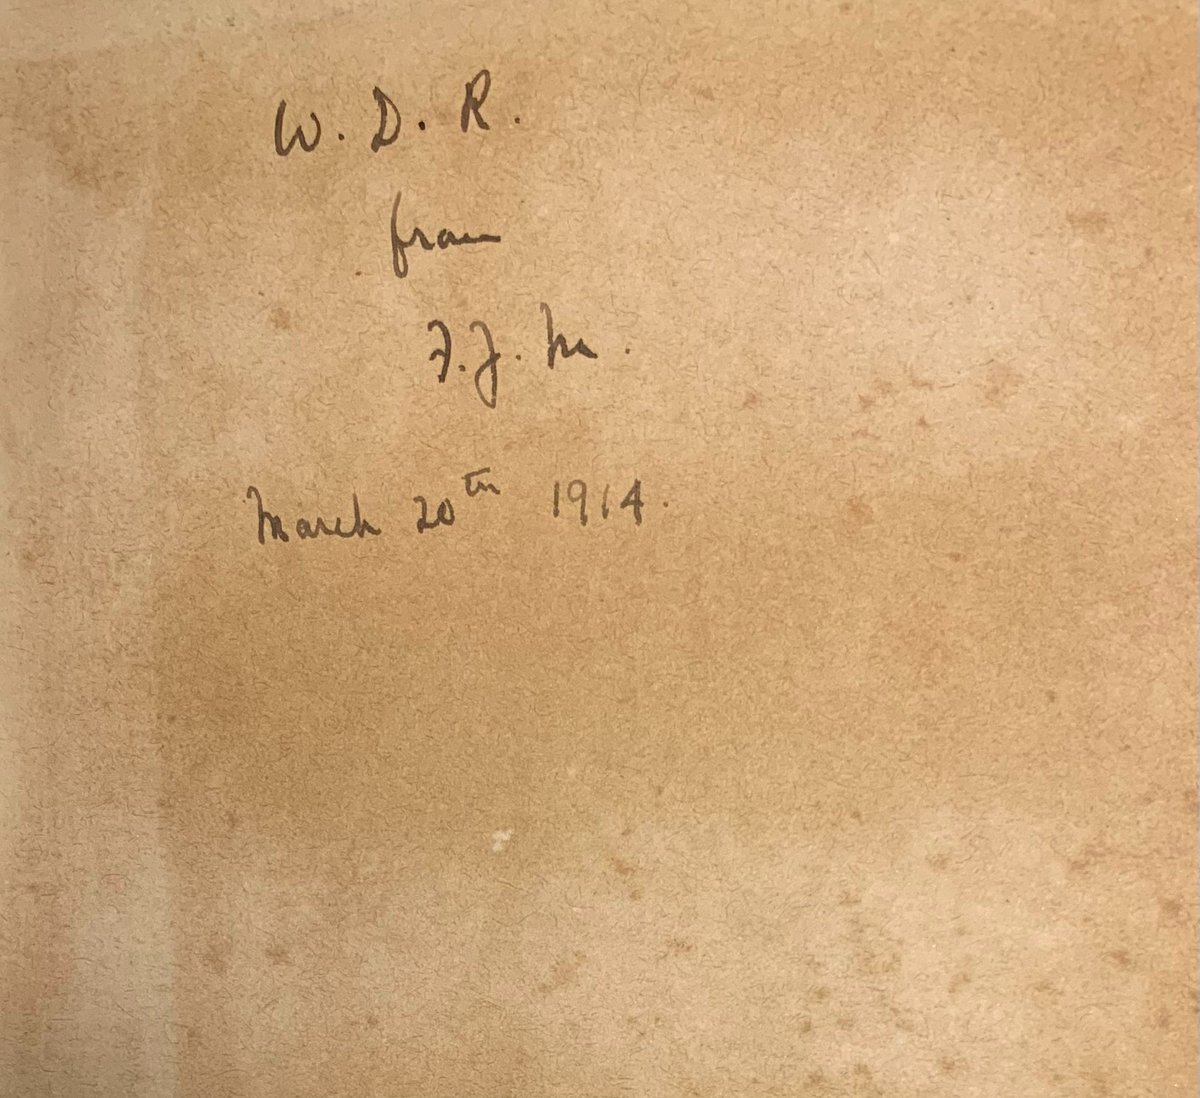 W. D. R.
from
F. J. M.
March 20th 1914.